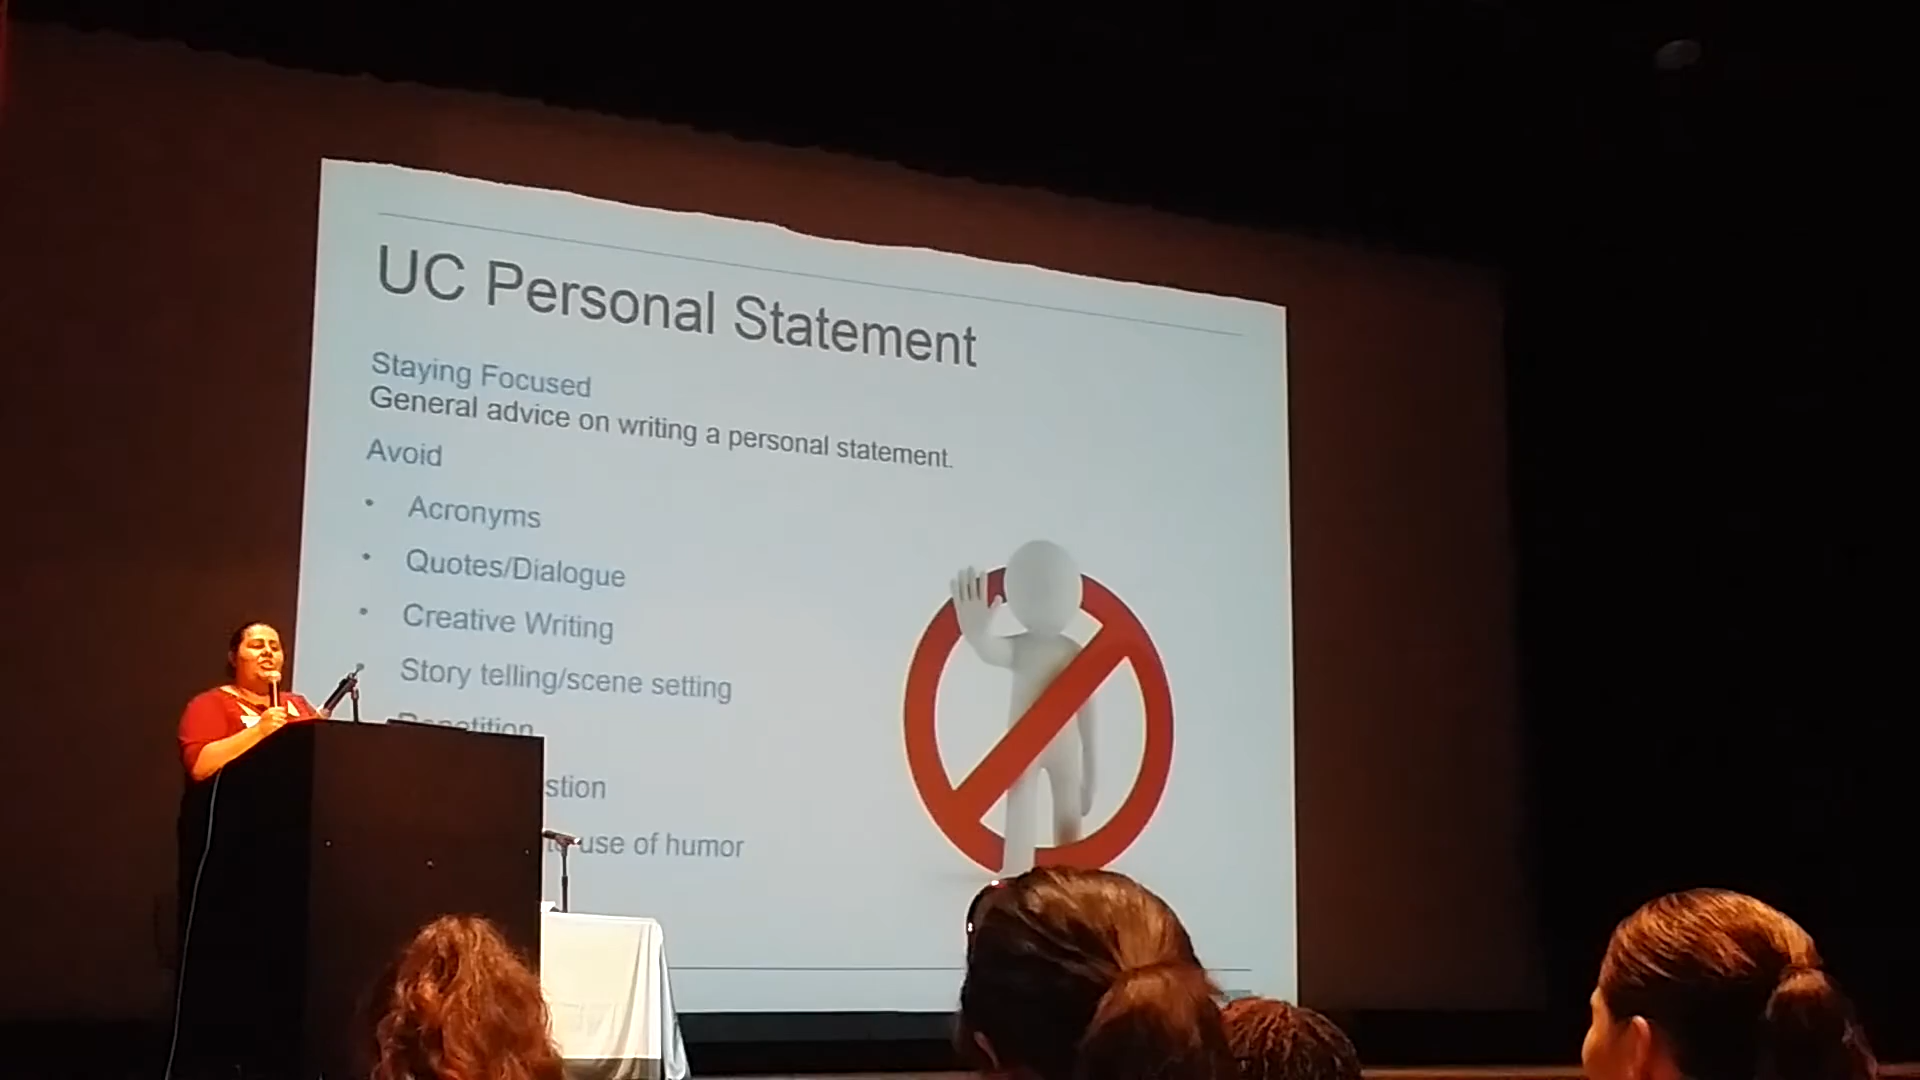 UC Personal Statement
Staying Focused
General advice on writing a personal statement.
Avoid
• Acronyms
• Quotes/Dialogue
• Creative Writing
• Story telling/scene setting
Repetition
use of humor